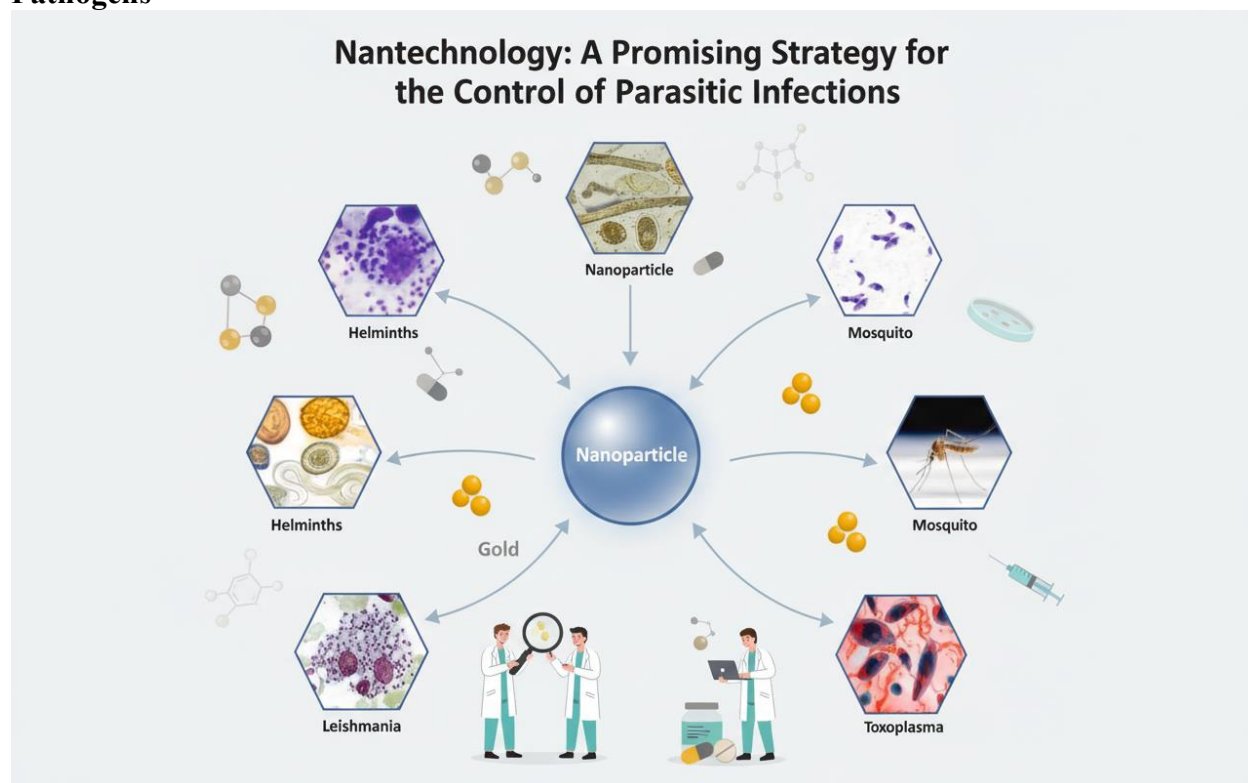 Pathogens
Nantechnology: A Promising Strategy for
the Control of Parasitic Infections
Nanoparticle
Helminths
Mosquito
Nanoparticle
Helminths
Mosquito
Gold
Leishmania
Toxoplasma